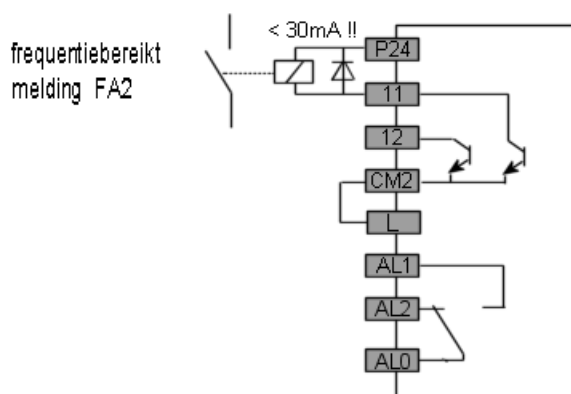 < 30mA !!
frequentiebereikt
melding FA2
P24
11
12
CM2
L
AL1
AL2
AL0